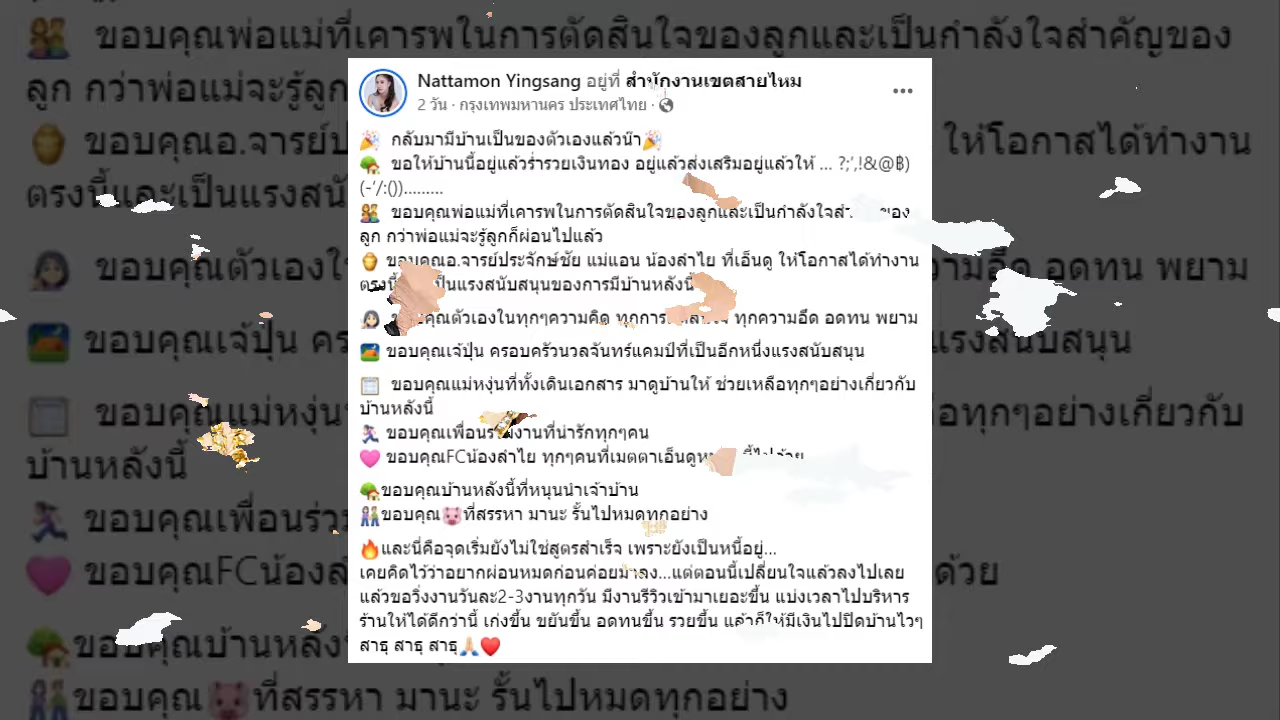 Nattamon Yingsang อยู่ที่ สำนักงานเขตสายไหม
2 วัน · กรุงเทพมหานคร ประเทศไทย ·
กลับมามีบ้านเป็นของตัวเองแล้วน๊า
ขอให้บ้านนี้อยู่แล้วร่ำรวยเงินทอง อยู่แล้วส่งเสริมอยู่แล้วให้ ... ?;’,!&@฿)
(-’/:()).........
ขอบคุณพ่อแม่ที่เคารพในการตัดสินใจของลูกและเป็นกำลังใจ ของ
ลูก กว่าพ่อแม่จะรู้ลูกก็ผ่อนไปแล้ว
ขอบคุณอ.จารย์ประจักษ์ชัย แม่แอน น้องลำไย ที่เอ็นดู ให้โอกาสได้ทำงาน
ตรงนี้ เป็นแรงสนับสนุนของการมีบ้านหลังนี้
ขอบคุณตัวเองในทุกๆความคิด ทุกความอึด อดทน พยาม
ขอบคุณเจ้ปุ่น ครอบครัวนวลจันทร์แคมป์ที่เป็นอีกหนึ่งแรงสนับสนุน
ขอบคุณแม่หงุ่นที่ทั้งเดินเอกสาร มาดูบ้านให้ ช่วยเหลือทุกๆอย่างเกี่ยวกับ
บ้านหลังนี้
ขอบคุณเพื่อนร่วมงานที่น่ารักทุกๆคน
ขอบคุณFCน้องลำไย ทุกๆคนที่เมตตาเอ็นดู
ขอบคุณบ้านหลังนี้ที่หนุนนำเจ้าบ้าน
ขอบคุณ🐷ที่สรรหา มานะ รั้นไปหมดทุกอย่าง
🔥และนี่คือจุดเริ่มยังไม่ใช่สูตรสำเร็จ เพราะยังเป็นหนี้อยู่...
เคยคิดไว้ว่าอยากผ่อนหมดก่อนค่อยมาลง...แต่ตอนนี้เปลี่ยนใจแล้วลงไปเลย
แล้วขอวิ่งงานวันละ2-3งานทุกวัน มีงานรีวิวเข้ามาเยอะขึ้น แบ่งเวลาไปบริหาร
ร้านให้ได้ดีกว่านี้ เก่งขึ้น ขยันขึ้น อดทนขึ้น รวยขึ้น แล้วก็ให้มีเงินไปปิดบ้านไวๆ
สาธุ สาธุ สาธุ🙏❤️